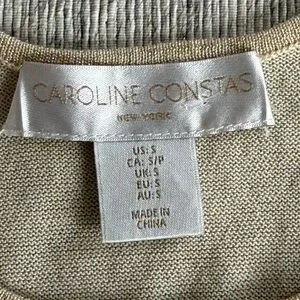 CAROLINE CONSTAS
NEW YORK
US: S
CA: S/P
UK: S
EU: S
AU: S
MADE IN
CHINA